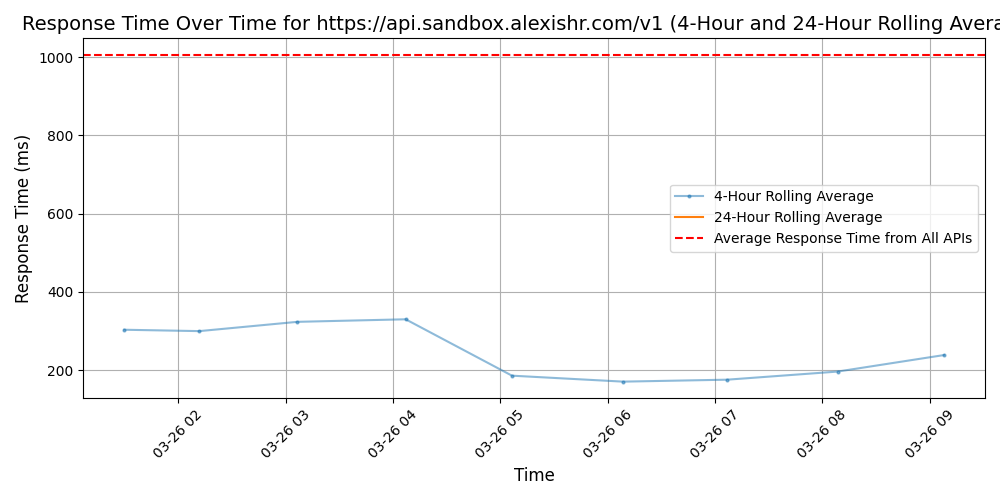 Response Time Over Time for https://api.sandbox.alexishr.com/v1 (4-Hour and 24-Hour Rolling Avera
Response Time (ms)
1000
800
600
400
200
4-Hour Rolling Average
24-Hour Rolling Average
Average Response Time from All APIs
03-26 02
03-26 03
03-26 04
03-26 05
03-26 06
03-26 07
03-26 08
03-26 09
Time